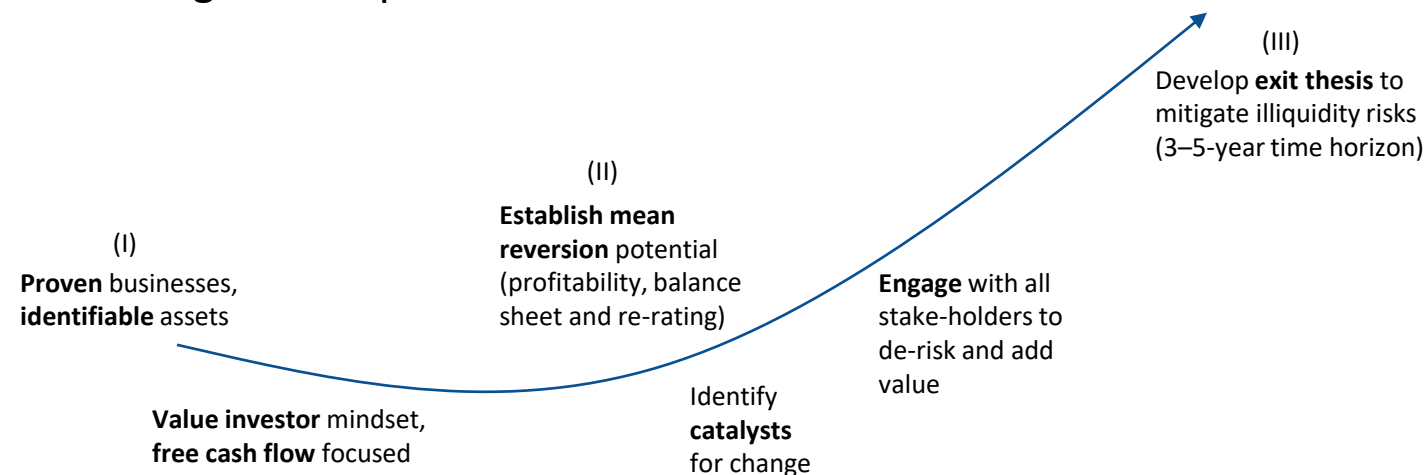 (I)
Proven businesses,
identifiable assets
Value investor mindset,
free cash flow focused
(II)
Establish mean
reversion potential
(profitability, balance
sheet and re-rating)
Identify
catalysts
for change
Engage with all
stake-holders to
de-risk and add
value
(III)
Develop exit thesis to
mitigate illiquidity risks
(3–5-year time horizon)